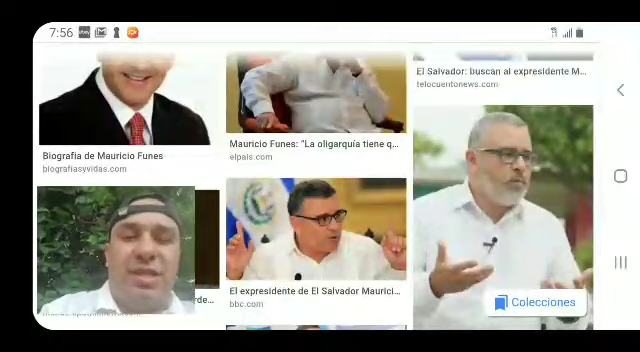 7:56
El Salvador: buscan al expresidente M...
telocuentonews.com
Biografia de Mauricio Funes
biografiasyvidas.com
Mauricio Funes: "La oligarquía tiene q...
elpais.com
El expresidente de El Salvador Maurici...
bbc.com
rde...
Colecciones